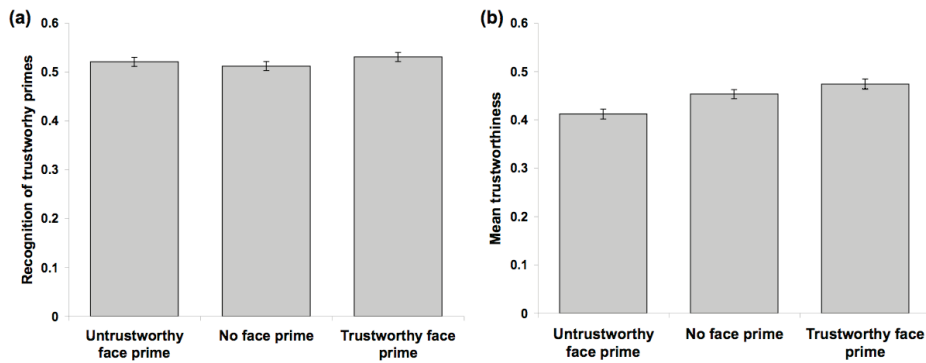 (a)
Recognition of trustworthy primes
0.6
0.5
0.4
0.3
0.2
0.1
0
Untrustworthy
face prime
No face prime
Trustworthy face
prime
(b)
Mean trustworthiness
0.6
0.5
0.4
0.3
0.2
0.1
0
Untrustworthy
face prime
No face prime
Trustworthy face
prime